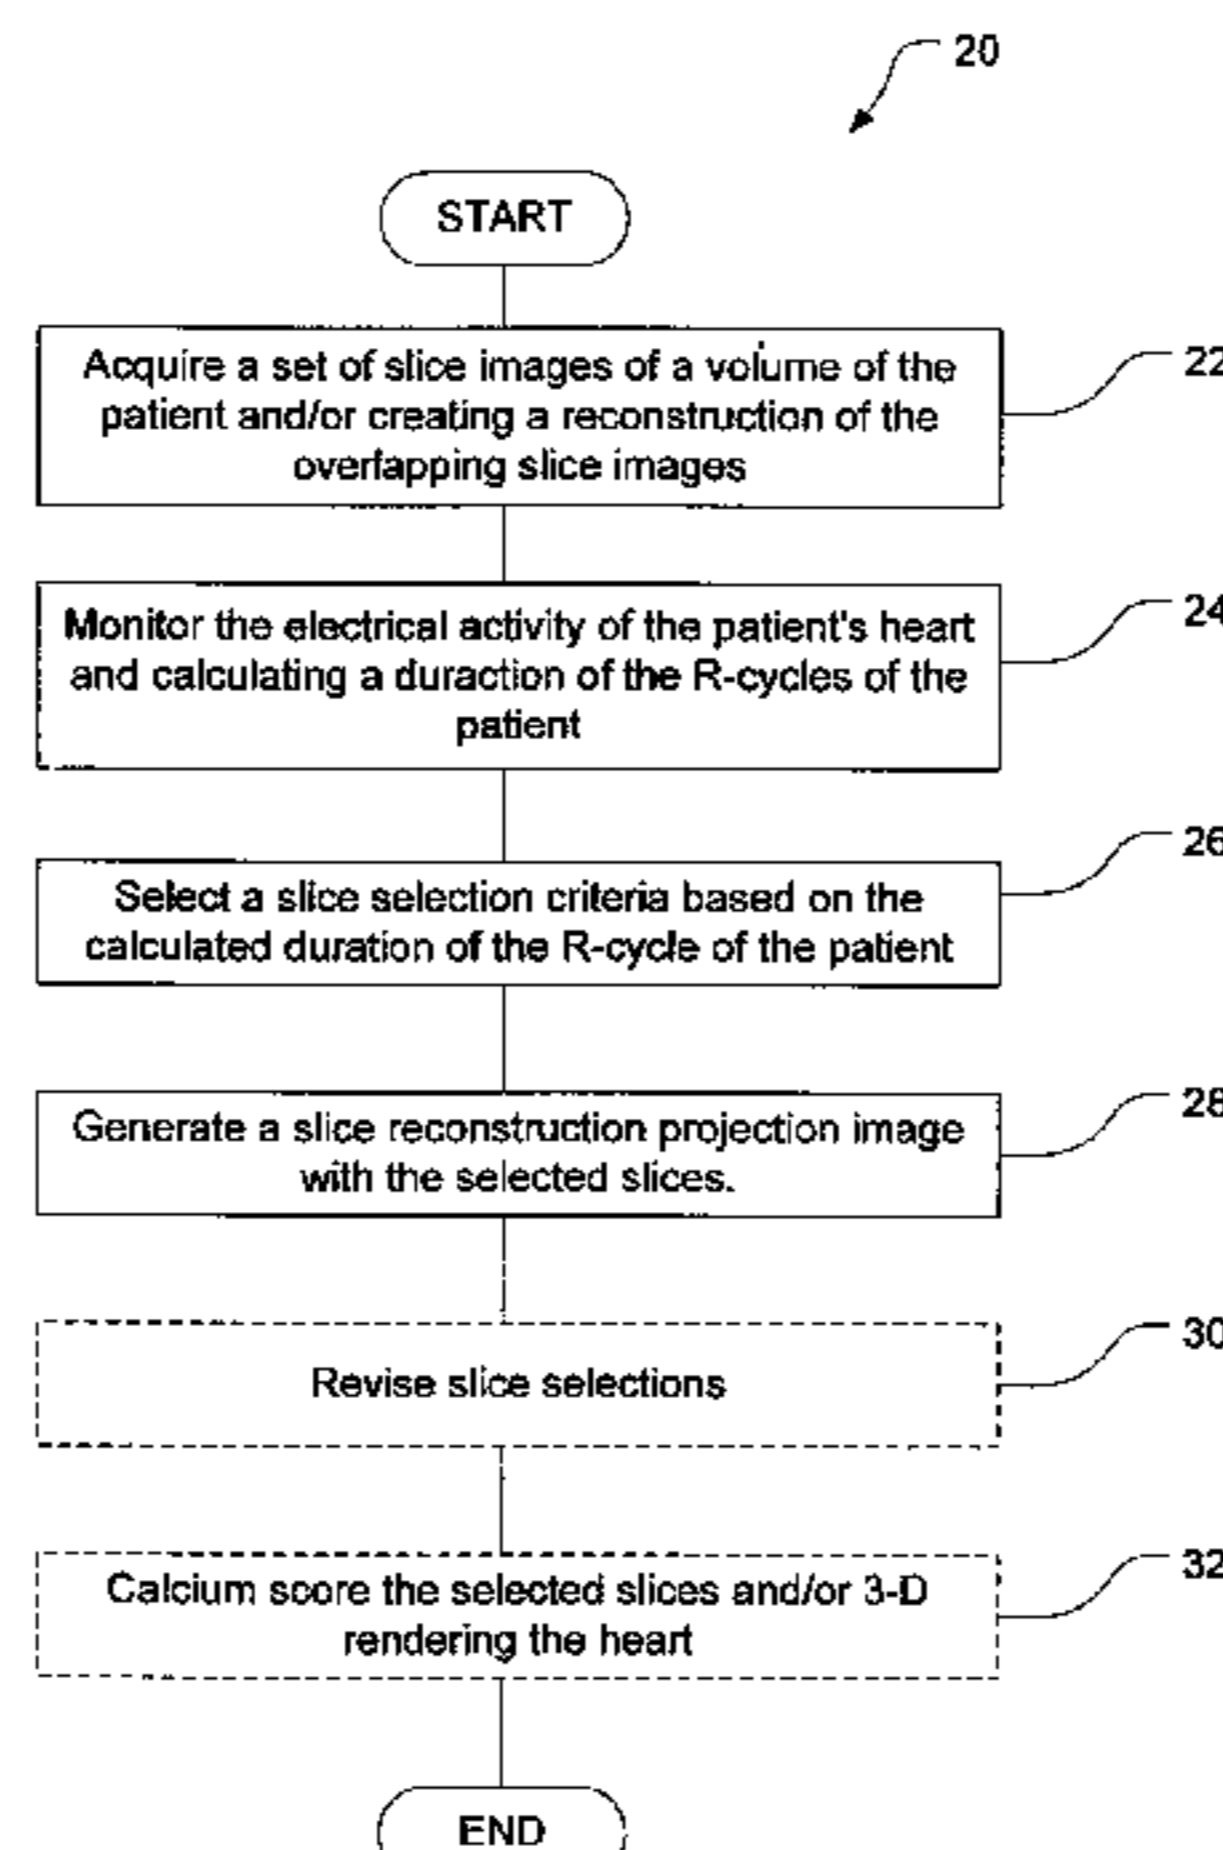 20
START
Acquire a set of slice images of a volume of the
patient and/or creating a reconstruction of the
overlapping slice images
22
Monitor the electrical activity of the patient's heart
and calculating a duraction of the R-cycles of the
patient
24
Select a slice selection criteria based on the
calculated duration of the R-cycle of the patient
26
Generate a slice reconstruction projection image
with the selected slices.
28
Revise slice selections
30
Calcium score the selected slices and/or 3-D
rendering the heart
32
END